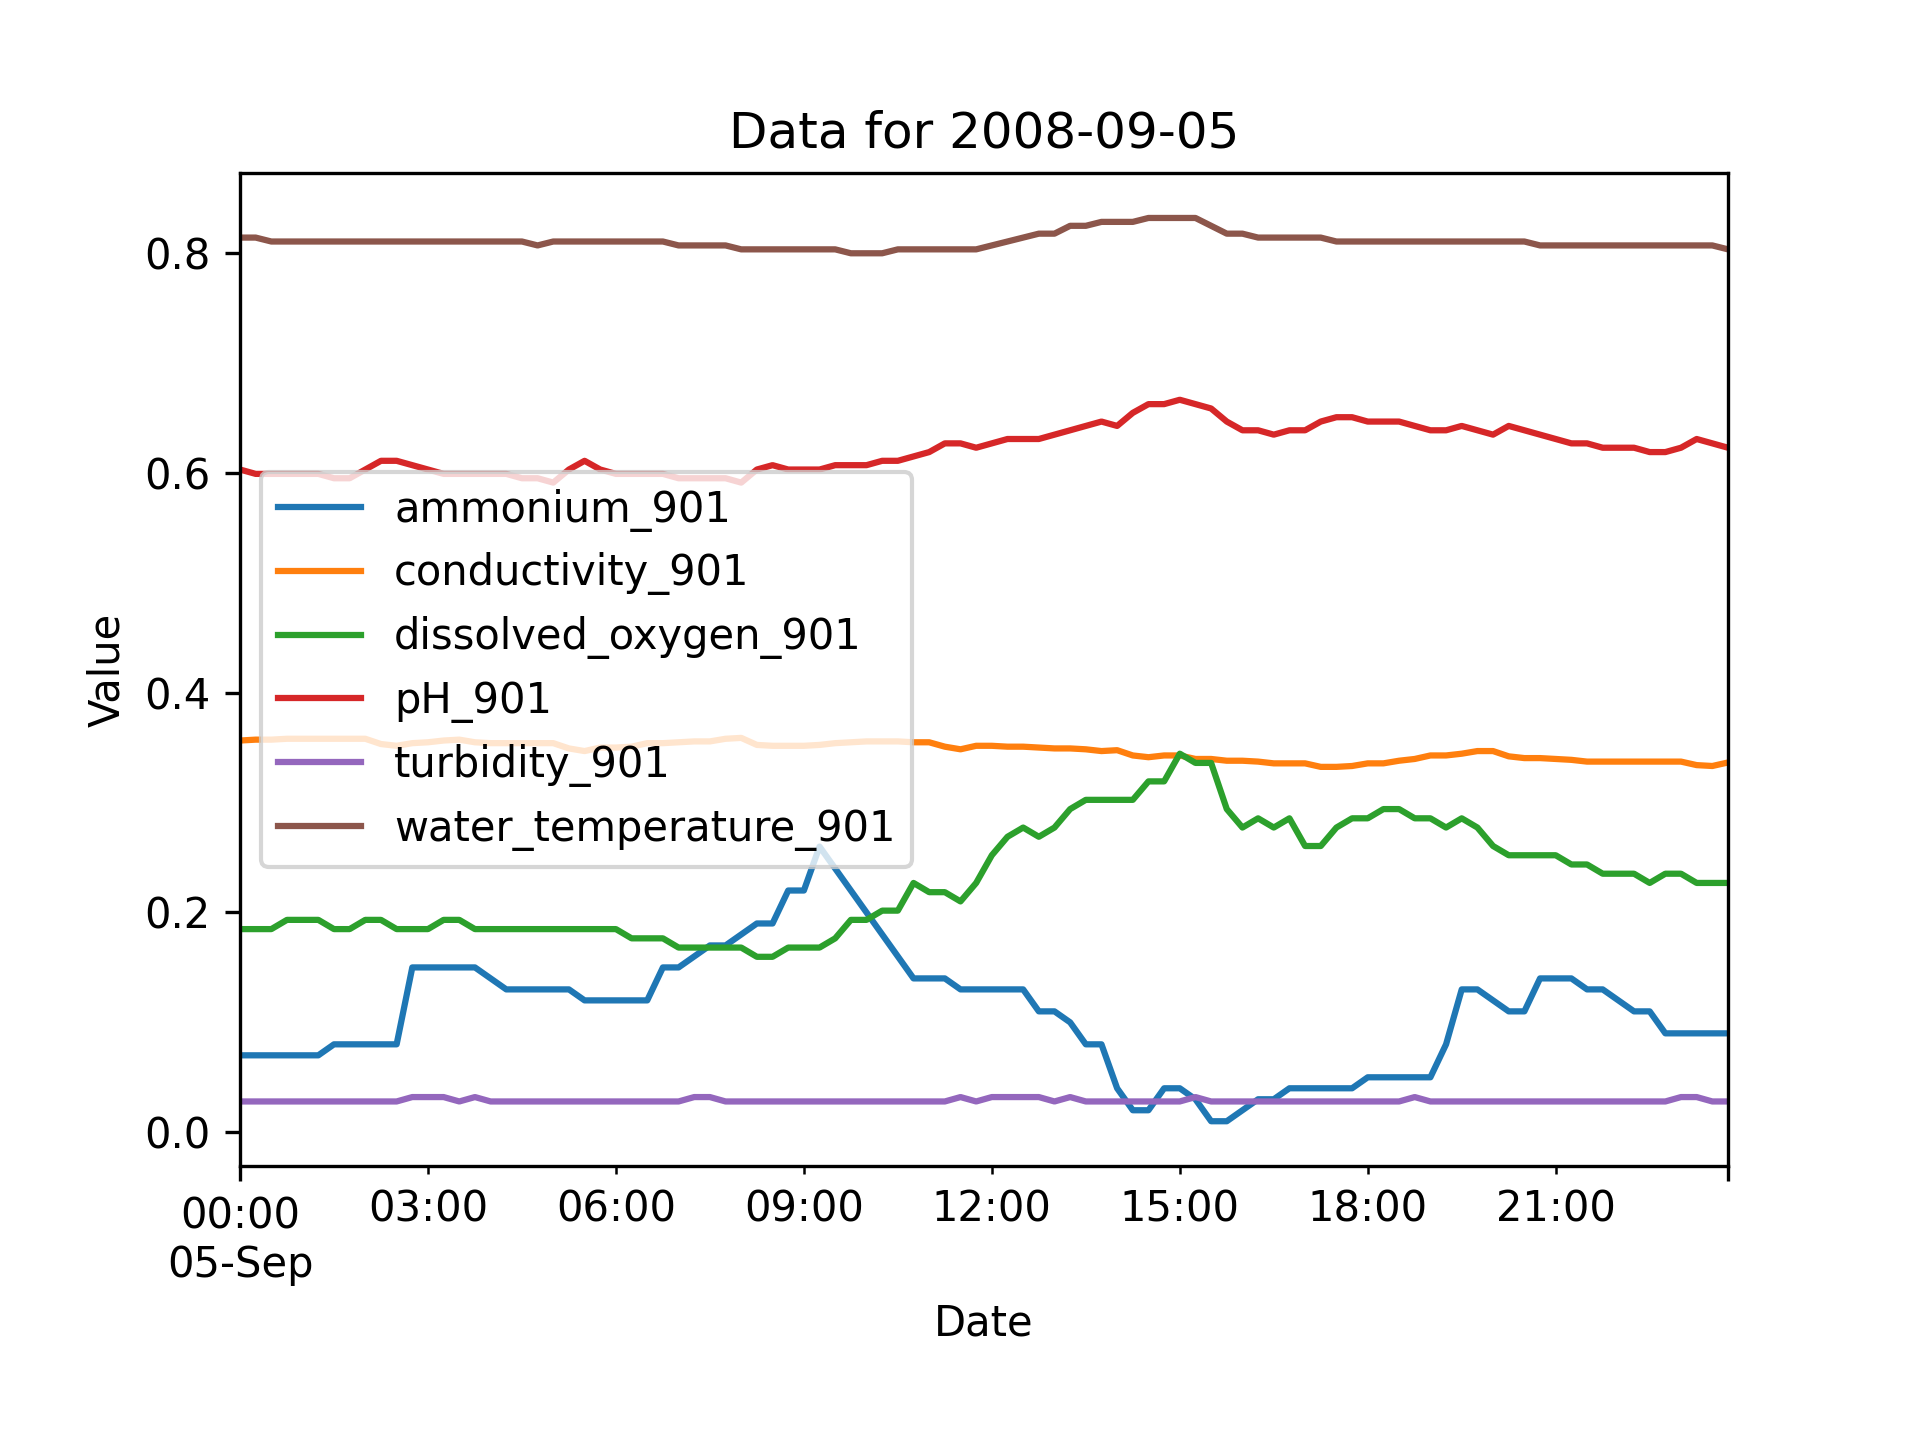 Data for 2008-09-05
Value
0.8
0.6
0.4
0.2
0.0
ammonium_901
conductivity_901
dissolved_oxygen_901
pH_901
turbidity_901
water_temperature_901
00:00 03:00 06:00 09:00 12:00 15:00 18:00 21:00
05-Sep
Date